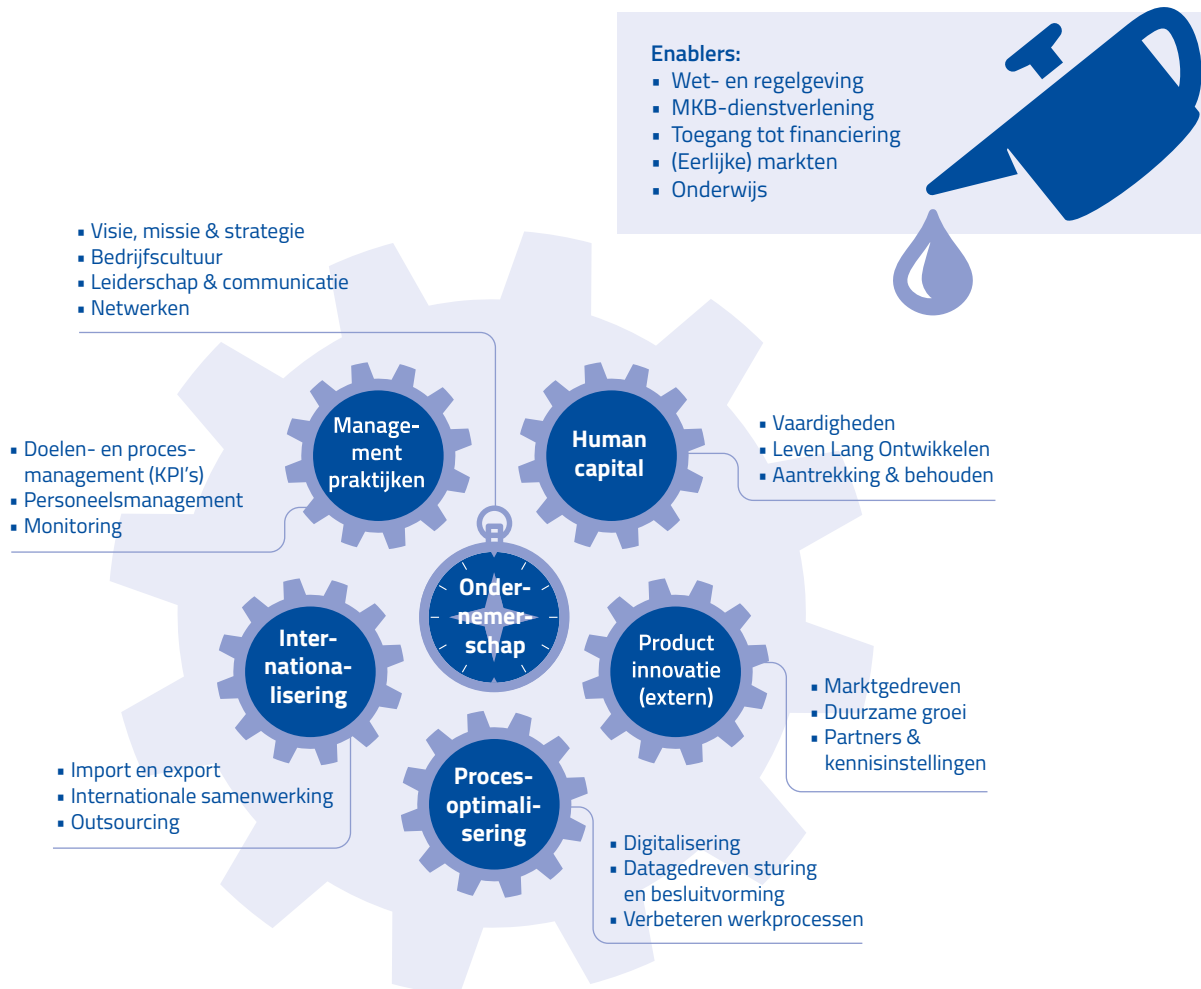 Enablers:
▪ Wet- en regelgeving
▪ MKB-dienstverlening
▪ Toegang tot financiering
▪ (Eerlijke) markten
▪ Onderwijs
▪ Visie, missie & strategie
▪ Bedrijfscultuur
▪ Leiderschap & communicatie
▪ Netwerken
Manage-
ment
praktijken
▪ Doelen- en proces-
management (KPI's)
▪ Personeelsmanagement
▪ Monitoring
Human
capital
▪ Vaardigheden
▪ Leven Lang Ontwikkelen
▪ Aantrekking & behouden
Onder-
nemer-
schap
Inter-
nationa-
lisering
▪ Import en export
▪ Internationale samenwerking
▪ Outsourcing
Product
innovatie
(extern)
▪ Marktgedreven
▪ Duurzame groei
▪ Partners &
kennisinstellingen
Proces-
optimali-
sering
▪ Digitalisering
▪ Datagedreven sturing
en besluitvorming
▪ Verbeteren werkprocessen